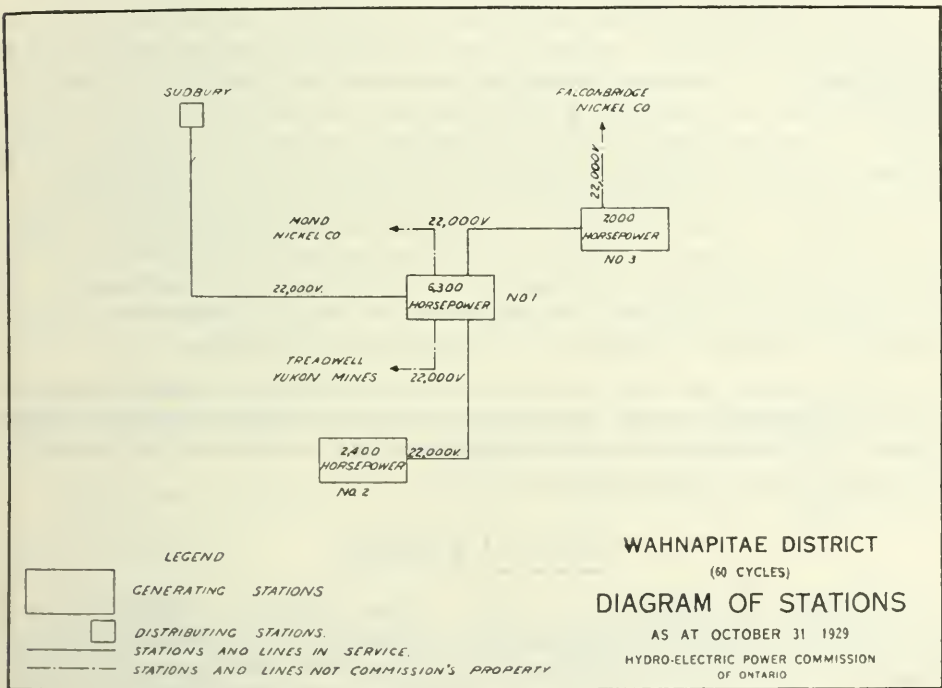 SUDBURY
FALCONBRIDGE
NICKEL CO
22,000V
MOND
NICKEL CO
22,000V
7,000
HORSEPOWER
NO 3
22,000V.
6,300
HORSEPOWER
NO 1
TREADWELL
YUKON MINES
22,000V
2,400
HORSEPOWER
22,000V.
NO. 2
LEGEND
GENERATING STATIONS
DISTRIBUTING STATIONS.
STATIONS AND LINES IN SERVICE.
STATIONS AND LINES NOT COMMISSION'S PROPERTY
WAHNAPITAE DISTRICT
(60 CYCLES)
DIAGRAM OF STATIONS
AS AT OCTOBER 31 1929
HYDRO-ELECTRIC POWER COMMISSION
OF ONTARIO